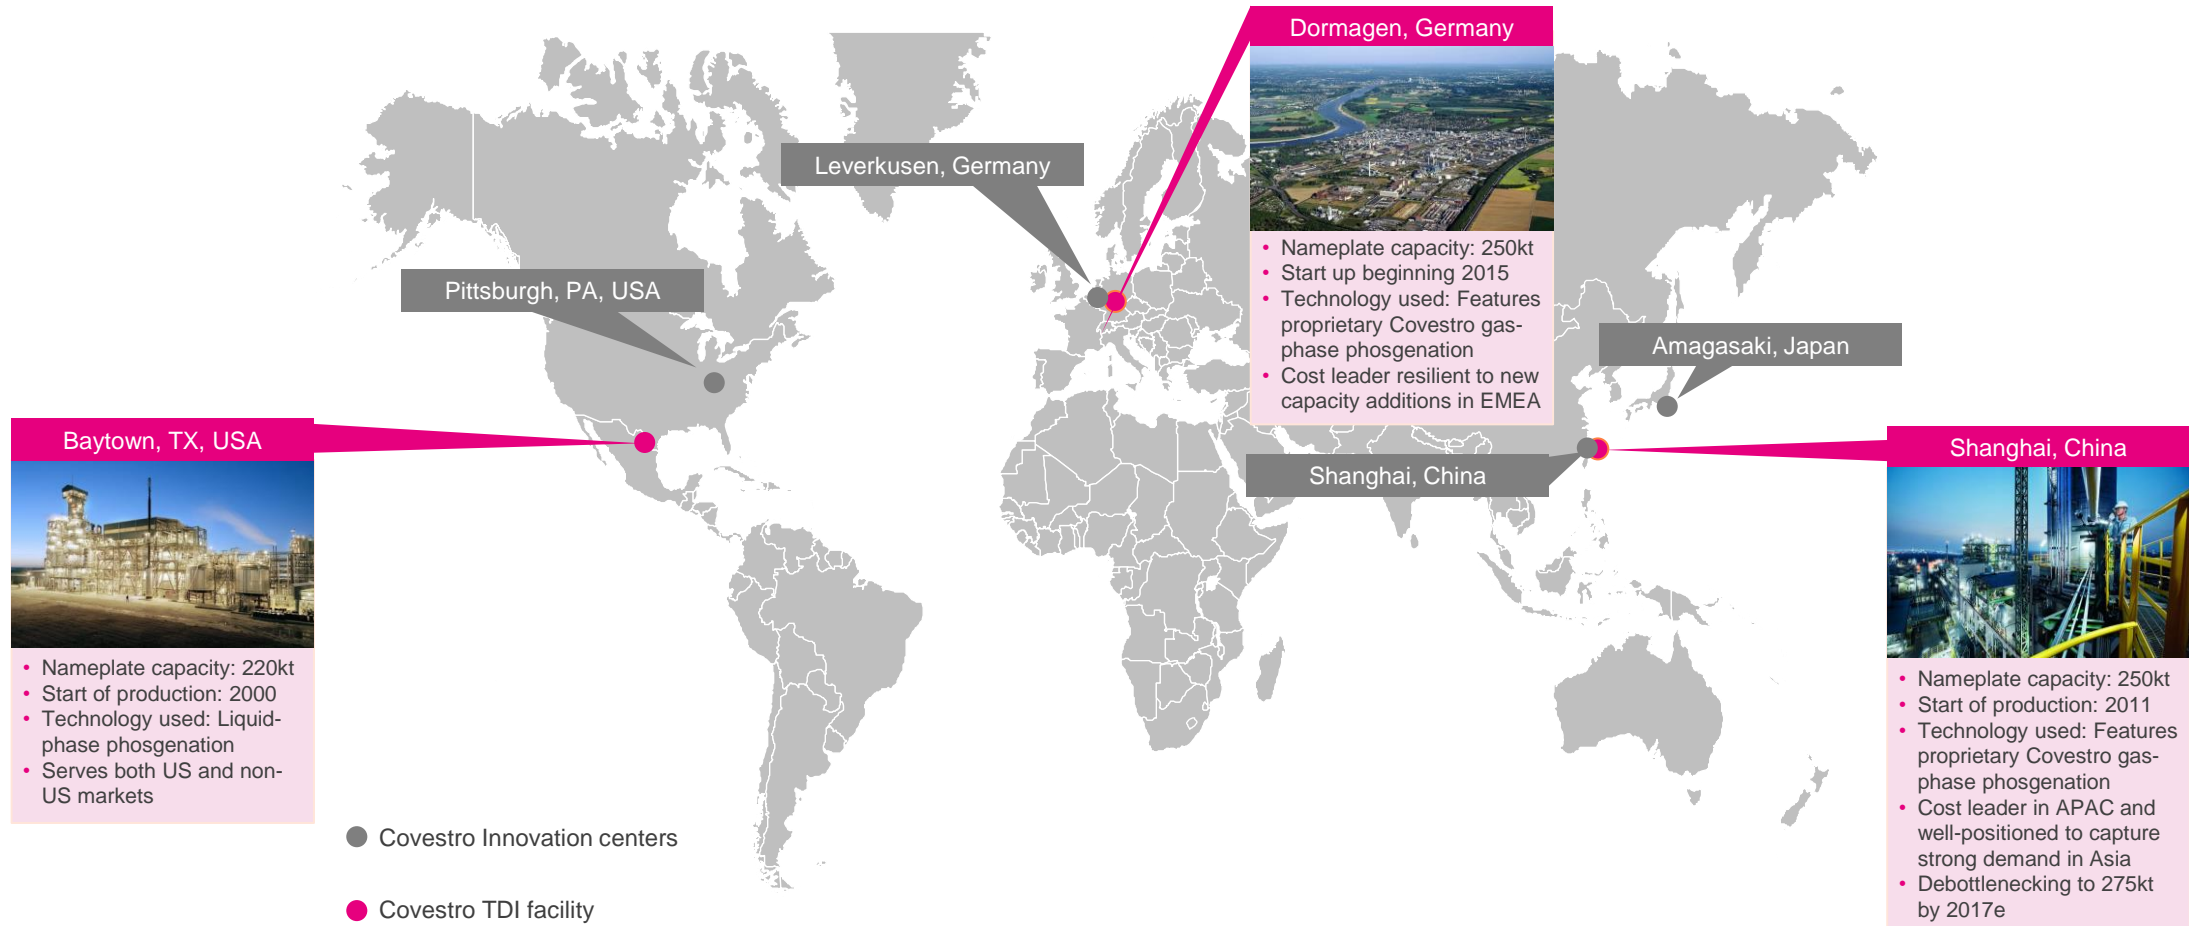 Dormagen, Germany
• Nameplate capacity: 250kt
• Start up beginning 2015
• Technology used: Features
proprietary Covestro gas-
phase phosgenation
• Cost leader resilient to new
capacity additions in EMEA
Leverkusen, Germany
Pittsburgh, PA, USA
Amagasaki, Japan
Shanghai, China
Baytown, TX, USA
• Nameplate capacity: 220kt
• Start of production: 2000
• Technology used: Liquid-
phase phosgenation
• Serves both US and non-
US markets
Shanghai, China
• Nameplate capacity: 250kt
• Start of production: 2011
• Technology used: Features
proprietary Covestro gas-
phase phosgenation
• Cost leader in APAC and
well-positioned to capture
strong demand in Asia
• Debottlenecking to 275kt
by 2017e
Covestro Innovation centers
Covestro TDI facility